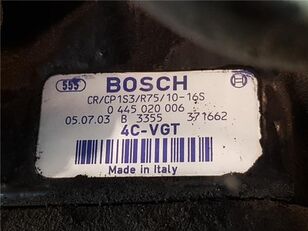 555 BOSCH
CR/CP1S3/R75/10-16S
0 445 020 006
05.07.03 B 3355 371662
4C-VGT
Made in Italy